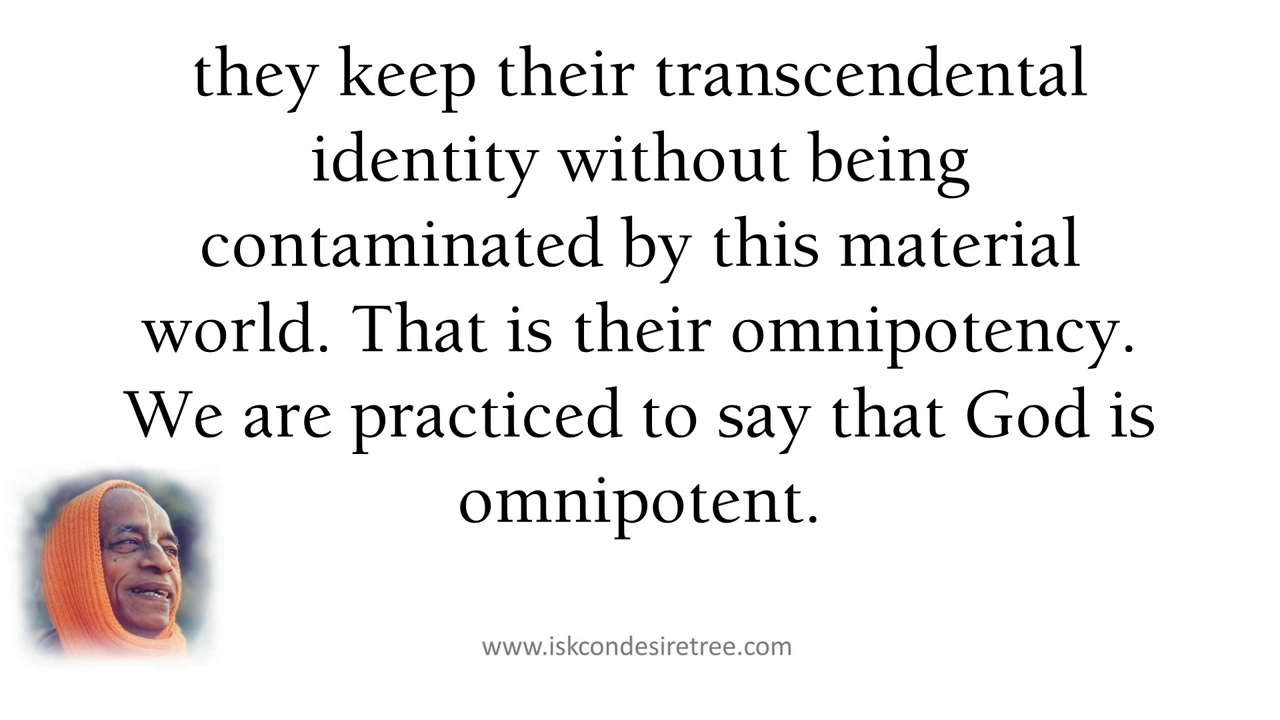 they keep their transcendental
identity without being
contaminated by this material
world. That is their omnipotency.
We are practiced to say that God is
omnipotent.
www.iskcondesiretree.com